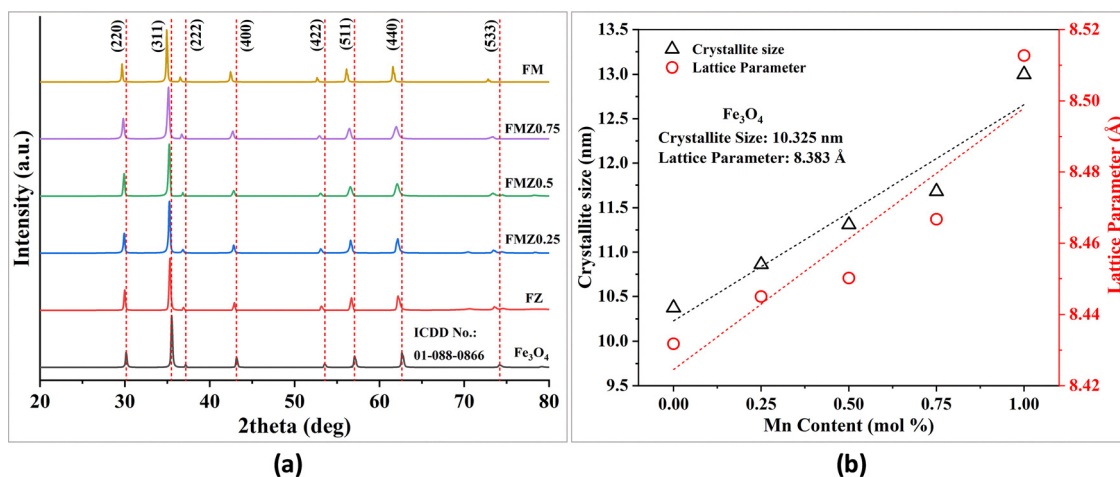 (220) (311) (222) (400) (422) (511) (440) (533)
FM
FMZ0.75
FMZ0.5
FMZ0.25
FZ
ICDD No.:
01-088-0866
Fe₃O₄
Intensity (a.u.)
20 30 40 50 60 70 80
2theta (deg)
(a)
Crystallite size
Lattice Parameter
Fe₃O₄
Crystallite Size: 10.325 nm
Lattice Parameter: 8.383 Å
13.5
13.0
12.5
12.0
11.5
11.0
10.5
10.0
9.5
Crystallite size (nm)
8.52
8.50
8.48
8.46
8.44
8.42
Lattice Parameter (Å)
0.00 0.25 0.50 0.75 1.00
Mn Content (mol %)
(b)